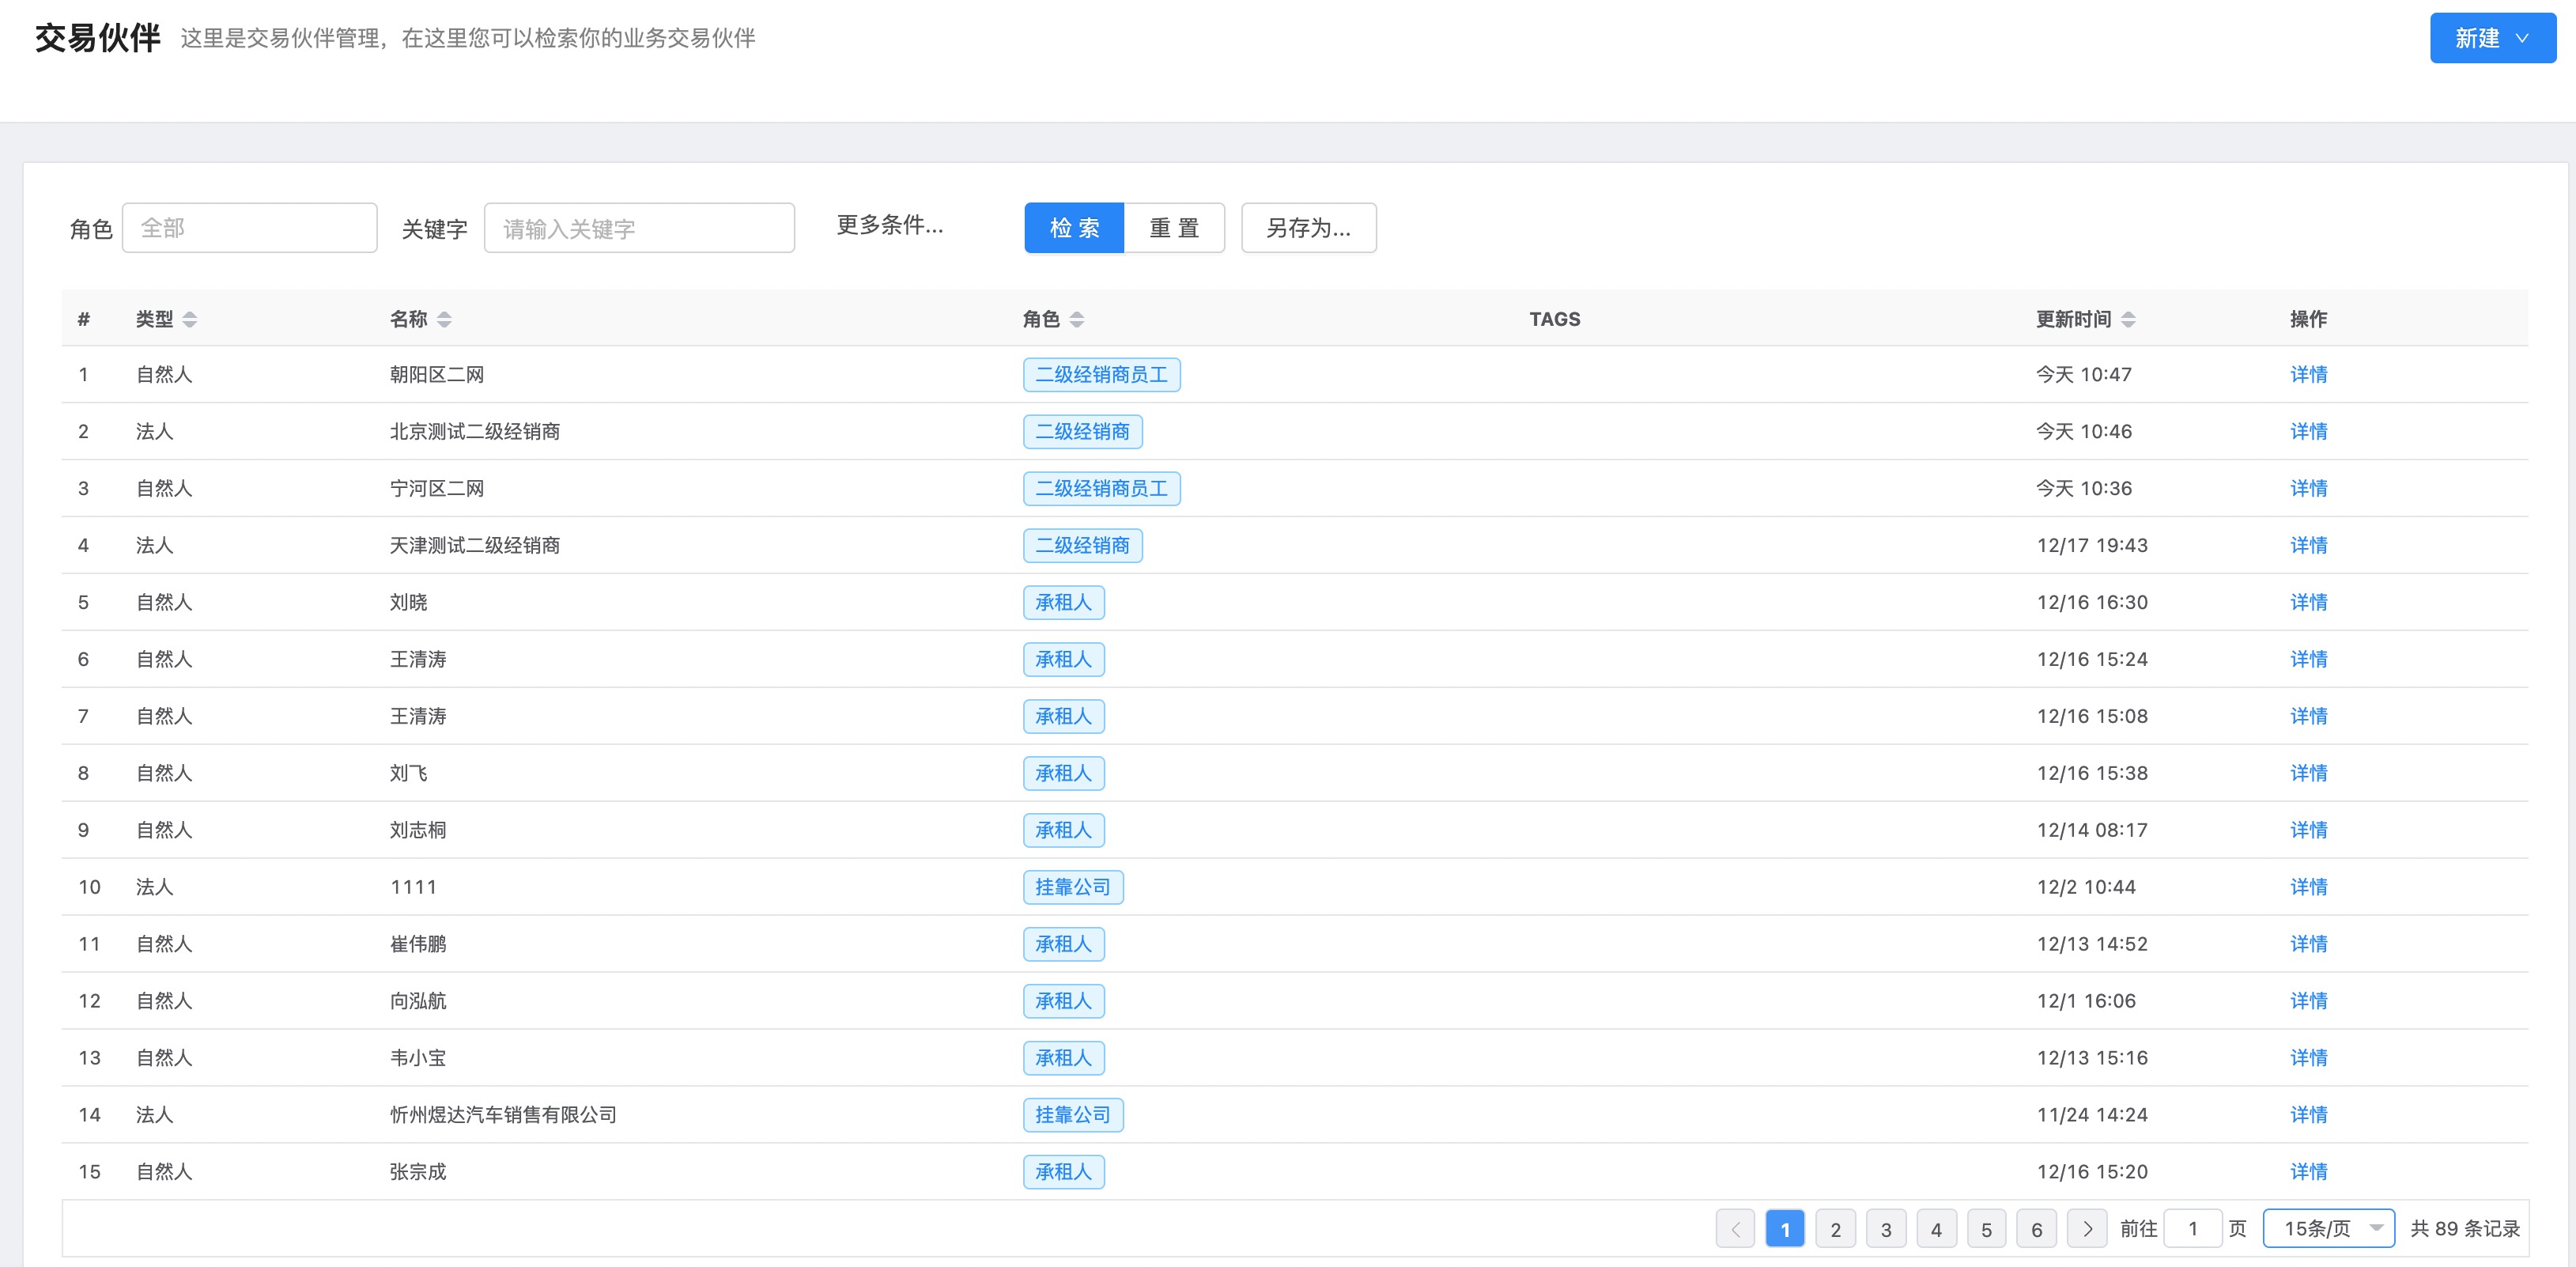 交易伙伴 这里是交易伙伴管理，在这里您可以检索你的业务交易伙伴 新建
角色 全部 关键字 请输入关键字 更多条件... 检 索 重 置 另存为...
# 类型 名称 角色 TAGS 更新时间 操作
1 自然人 朝阳区二网 二级经销商员工 今天 10:47 详情
2 法人 北京测试二级经销商 二级经销商 今天 10:46 详情
3 自然人 宁河区二网 二级经销商员工 今天 10:36 详情
4 法人 天津测试二级经销商 二级经销商 12/17 19:43 详情
5 自然人 刘晓 承租人 12/16 16:30 详情
6 自然人 王清涛 承租人 12/16 15:24 详情
7 自然人 王清涛 承租人 12/16 15:08 详情
8 自然人 刘飞 承租人 12/16 15:38 详情
9 自然人 刘志桐 承租人 12/14 08:17 详情
10 法人 1111 挂靠公司 12/2 10:44 详情
11 自然人 崔伟鹏 承租人 12/13 14:52 详情
12 自然人 向泓航 承租人 12/1 16:06 详情
13 自然人 韦小宝 承租人 12/13 15:16 详情
14 法人 忻州煜达汽车销售有限公司 挂靠公司 11/24 14:24 详情
15 自然人 张宗成 承租人 12/16 15:20 详情
1 2 3 4 5 6 前往 1 页 15条/页 共 89 条记录